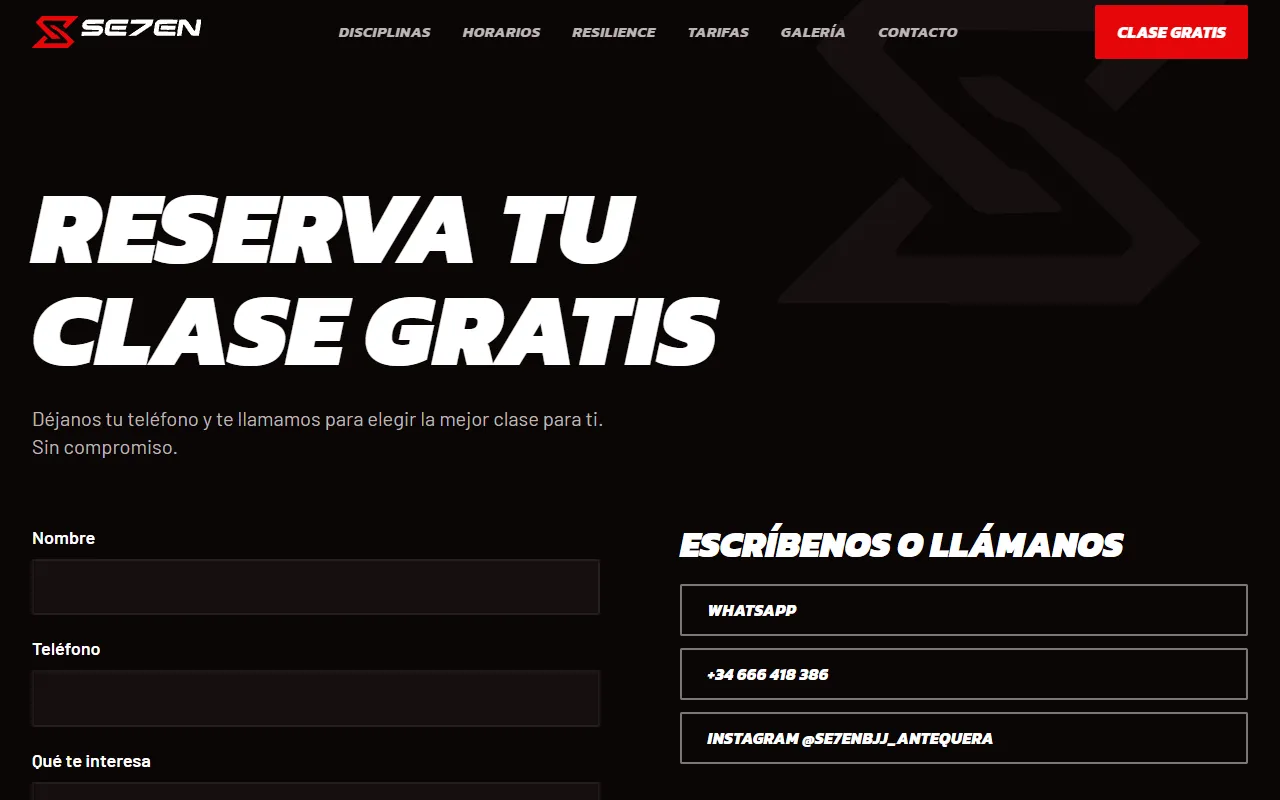 SE7EN
DISCIPLINAS
HORARIOS
RESILIENCE
TARIFAS
GALERÍA
CONTACTO
CLASE GRATIS
RESERVA TU
CLASE GRATIS
Déjanos tu teléfono y te llamamos para elegir la mejor clase para ti.
Sin compromiso.
Nombre
Teléfono
Qué te interesa
ESCRÍBENOS O LLÁMANOS
WHATSAPP
+34 666 418 386
INSTAGRAM @SE7ENBJJ_ANTEQUERA